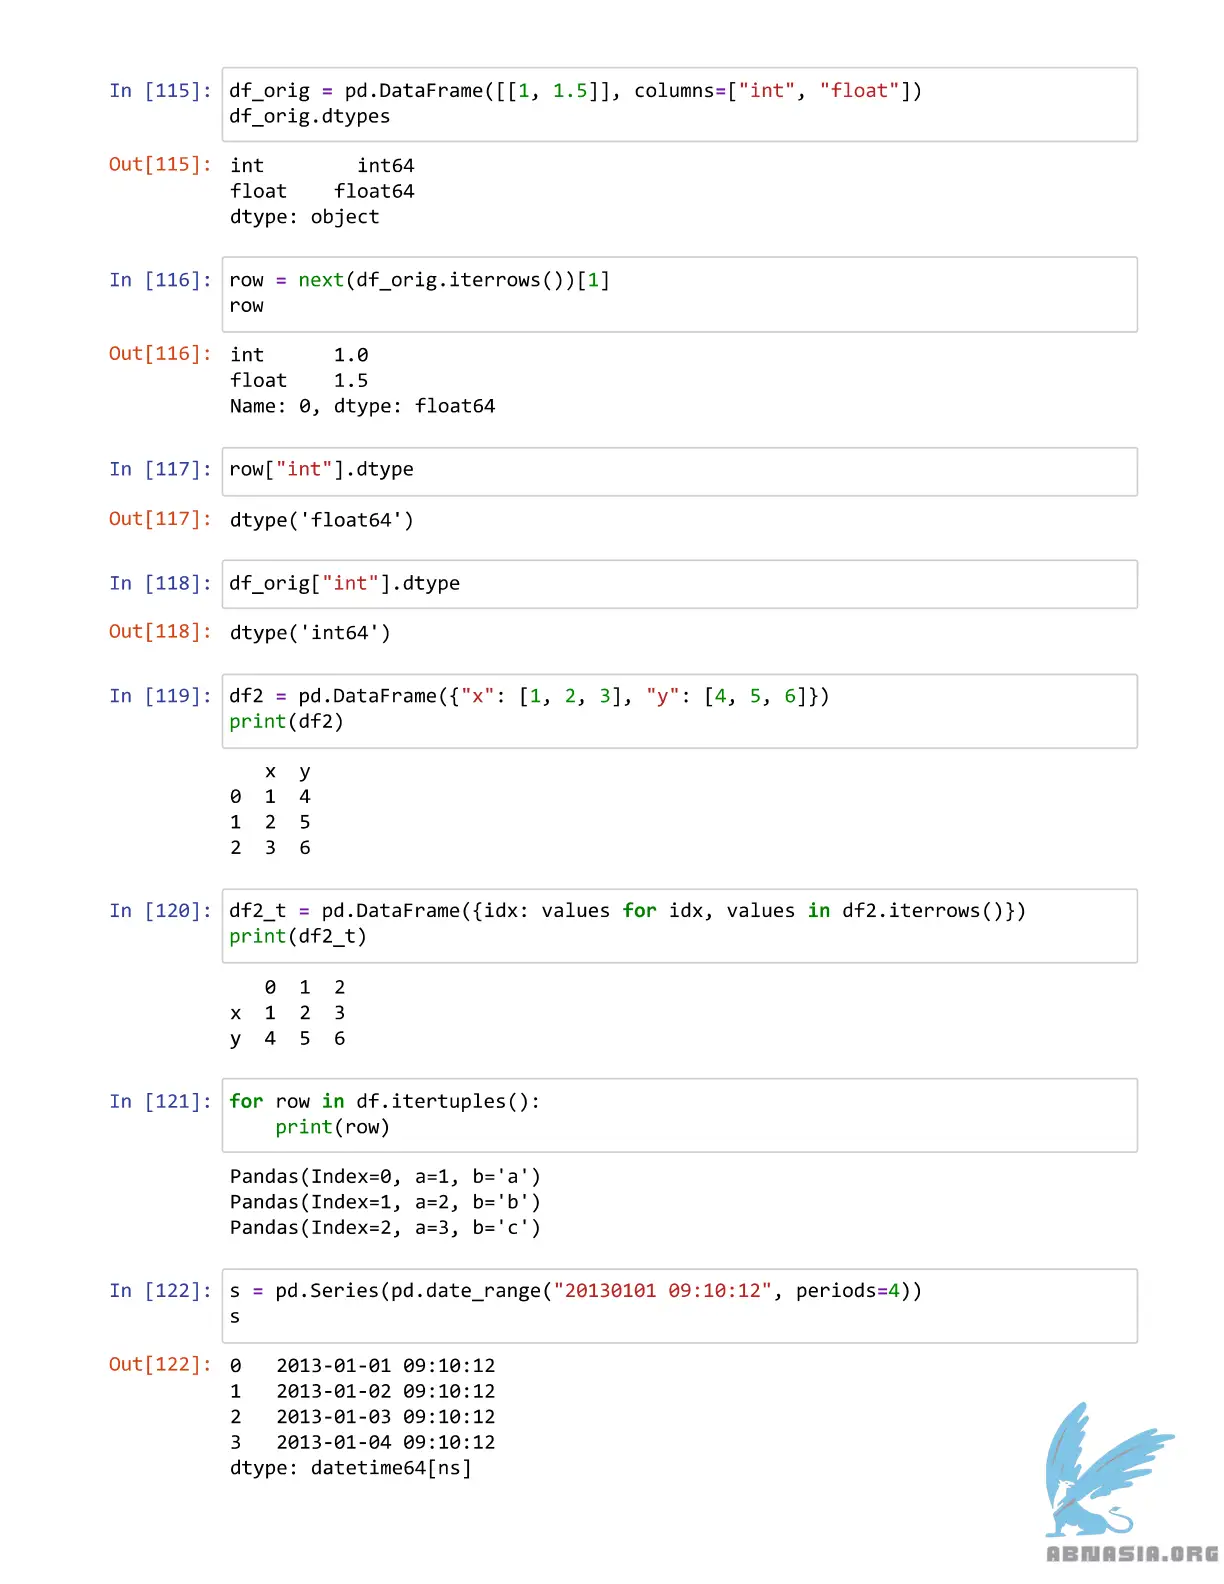 In [115]: df_orig = pd.DataFrame([[1, 1.5]], columns=["int", "float"])
df_orig.dtypes
Out[115]: int        int64
float    float64
dtype: object
In [116]: row = next(df_orig.iterrows())[1]
row
Out[116]: int      1.0
float    1.5
Name: 0, dtype: float64
In [117]: row["int"].dtype
Out[117]: dtype('float64')
In [118]: df_orig["int"].dtype
Out[118]: dtype('int64')
In [119]: df2 = pd.DataFrame({"x": [1, 2, 3], "y": [4, 5, 6]})
print(df2)
   x  y
0  1  4
1  2  5
2  3  6
In [120]: df2_t = pd.DataFrame({idx: values for idx, values in df2.iterrows()})
print(df2_t)
   0  1  2
x  1  2  3
y  4  5  6
In [121]: for row in df.itertuples():
    print(row)
Pandas(Index=0, a=1, b='a')
Pandas(Index=1, a=2, b='b')
Pandas(Index=2, a=3, b='c')
In [122]: s = pd.Series(pd.date_range("20130101 09:10:12", periods=4))
s
Out[122]: 0   2013-01-01 09:10:12
1   2013-01-02 09:10:12
2   2013-01-03 09:10:12
3   2013-01-04 09:10:12
dtype: datetime64[ns]
ABNASIA.ORG